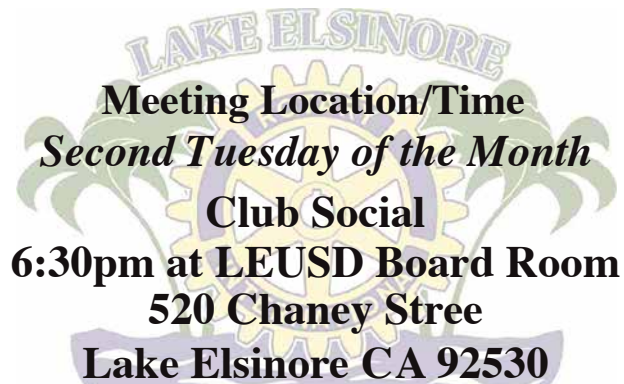 LAKE ELSINORE
Meeting Location/Time
Second Tuesday of the Month
Club Social
6:30pm at LEUSD Board Room
520 Chaney Stree
Lake Elsinore CA 92530